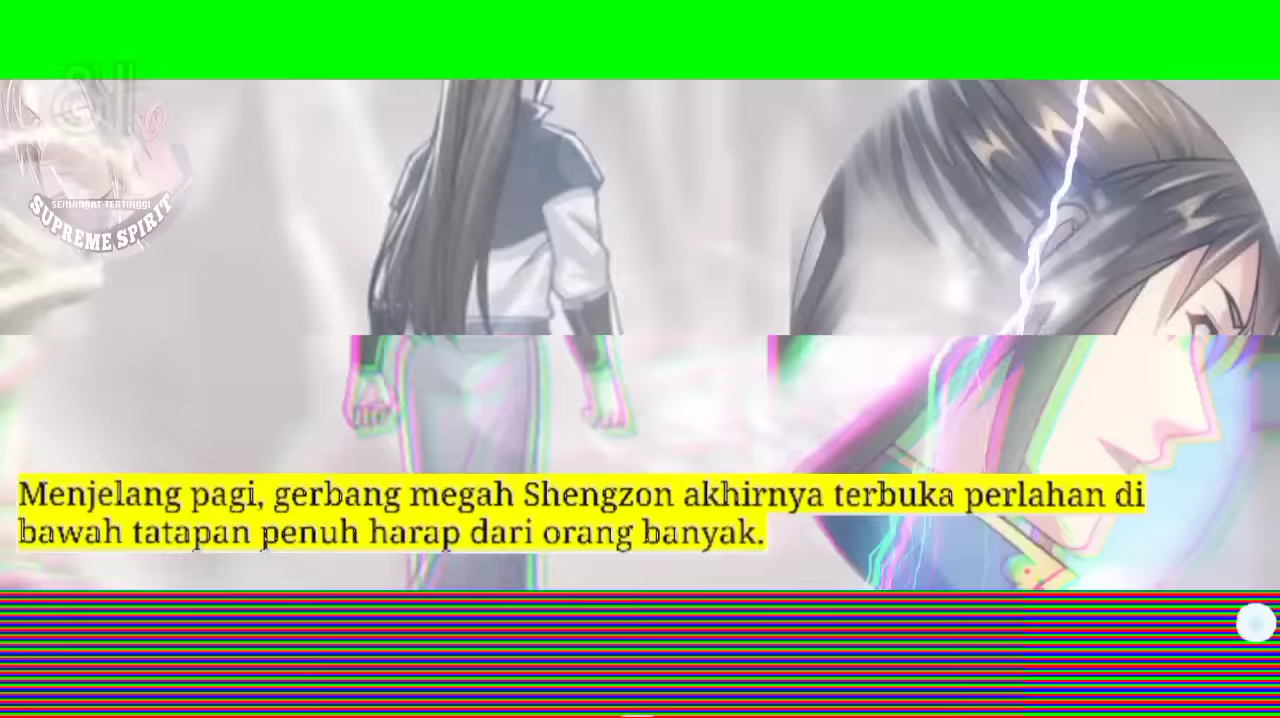 SEMANGAT TERTINGGI
SUPREME SPIRIT
Menjelang pagi, gerbang megah Shengzon akhirnya terbuka perlahan di
bawah tatapan penuh harap dari orang banyak.